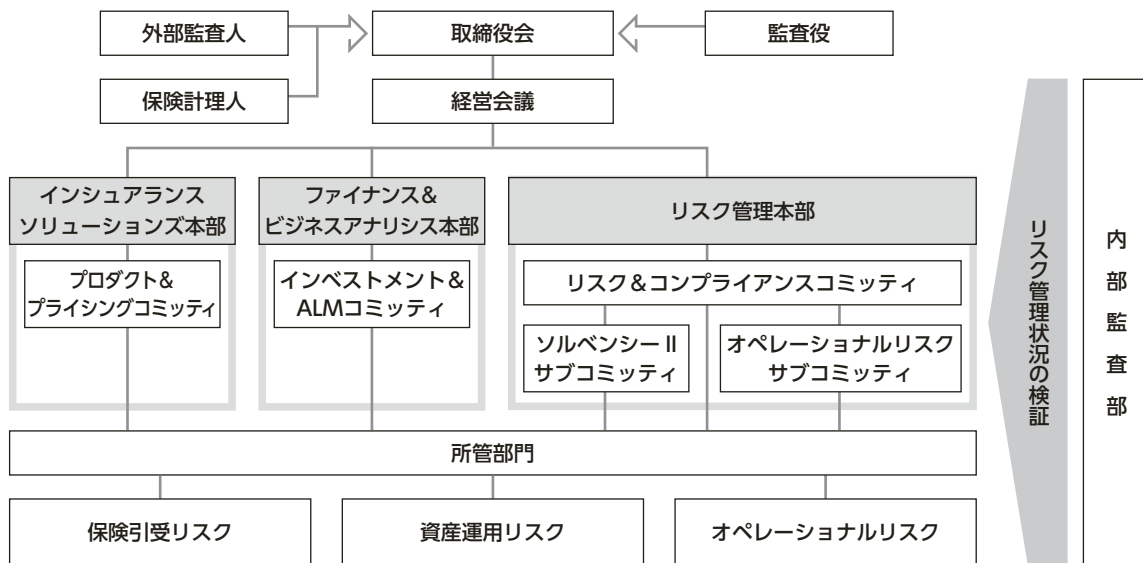 外部監査人
取締役会
監査役
保険計理人
経営会議
インシュアランス
ソリューションズ本部
ファイナンス&
ビジネスアナリシス本部
リスク管理本部
プロダクト&
プライシングコミッティ
インベストメント&
ALMコミッティ
リスク&コンプライアンスコミッティ
ソルベンシーⅡ
サブコミッティ
オペレーショナルリスク
サブコミッティ
所管部門
保険引受リスク
資産運用リスク
オペレーショナルリスク
リスク管理状況の検証
内部監査部